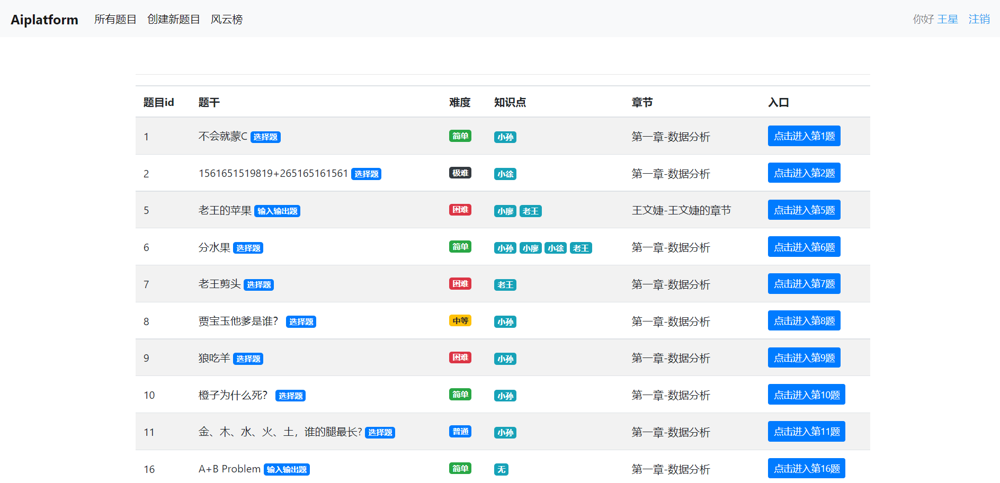 Aiplatform 所有题目 创建新题目 风云榜 你好 王星 注销
题目id 题干 难度 知识点 章节 入口
1 不会就蒙C 选择题 简单 小孙 第一章-数据分析 点击进入第1题
2 1561651519819+265165161561 选择题 极难 小徐 第一章-数据分析 点击进入第2题
5 老王的苹果 输入输出题 困难 小廖 老王 王文婕-王文婕的章节 点击进入第5题
6 分水果 选择题 简单 小孙 小廖 小徐 老王 第一章-数据分析 点击进入第6题
7 老王剪头 选择题 困难 老王 第一章-数据分析 点击进入第7题
8 贾宝玉他爹是谁？ 选择题 中等 小孙 第一章-数据分析 点击进入第8题
9 狼吃羊 选择题 困难 小孙 第一章-数据分析 点击进入第9题
10 橙子为什么死？ 选择题 简单 小孙 第一章-数据分析 点击进入第10题
11 金、木、水、火、土，谁的腿最长? 选择题 普通 小孙 第一章-数据分析 点击进入第11题
16 A+B Problem 输入输出题 简单 无 第一章-数据分析 点击进入第16题